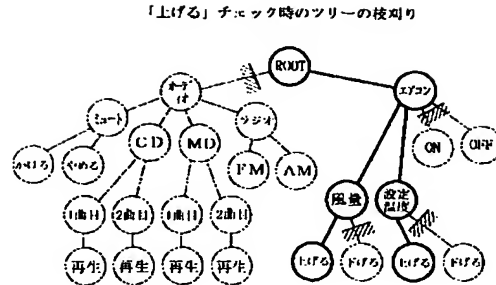 「上げる」チェック時のツリーの枝刈り
ROUT
オーディオ
エアコン
ミュート
CD
MD
ラジオ
ON
OFF
かける
やめる
FM
AM
風量
設定温度
1曲目
2曲目
1曲目
2曲目
上げる
下げる
上げる
下げる
再生
再生
再生
再生